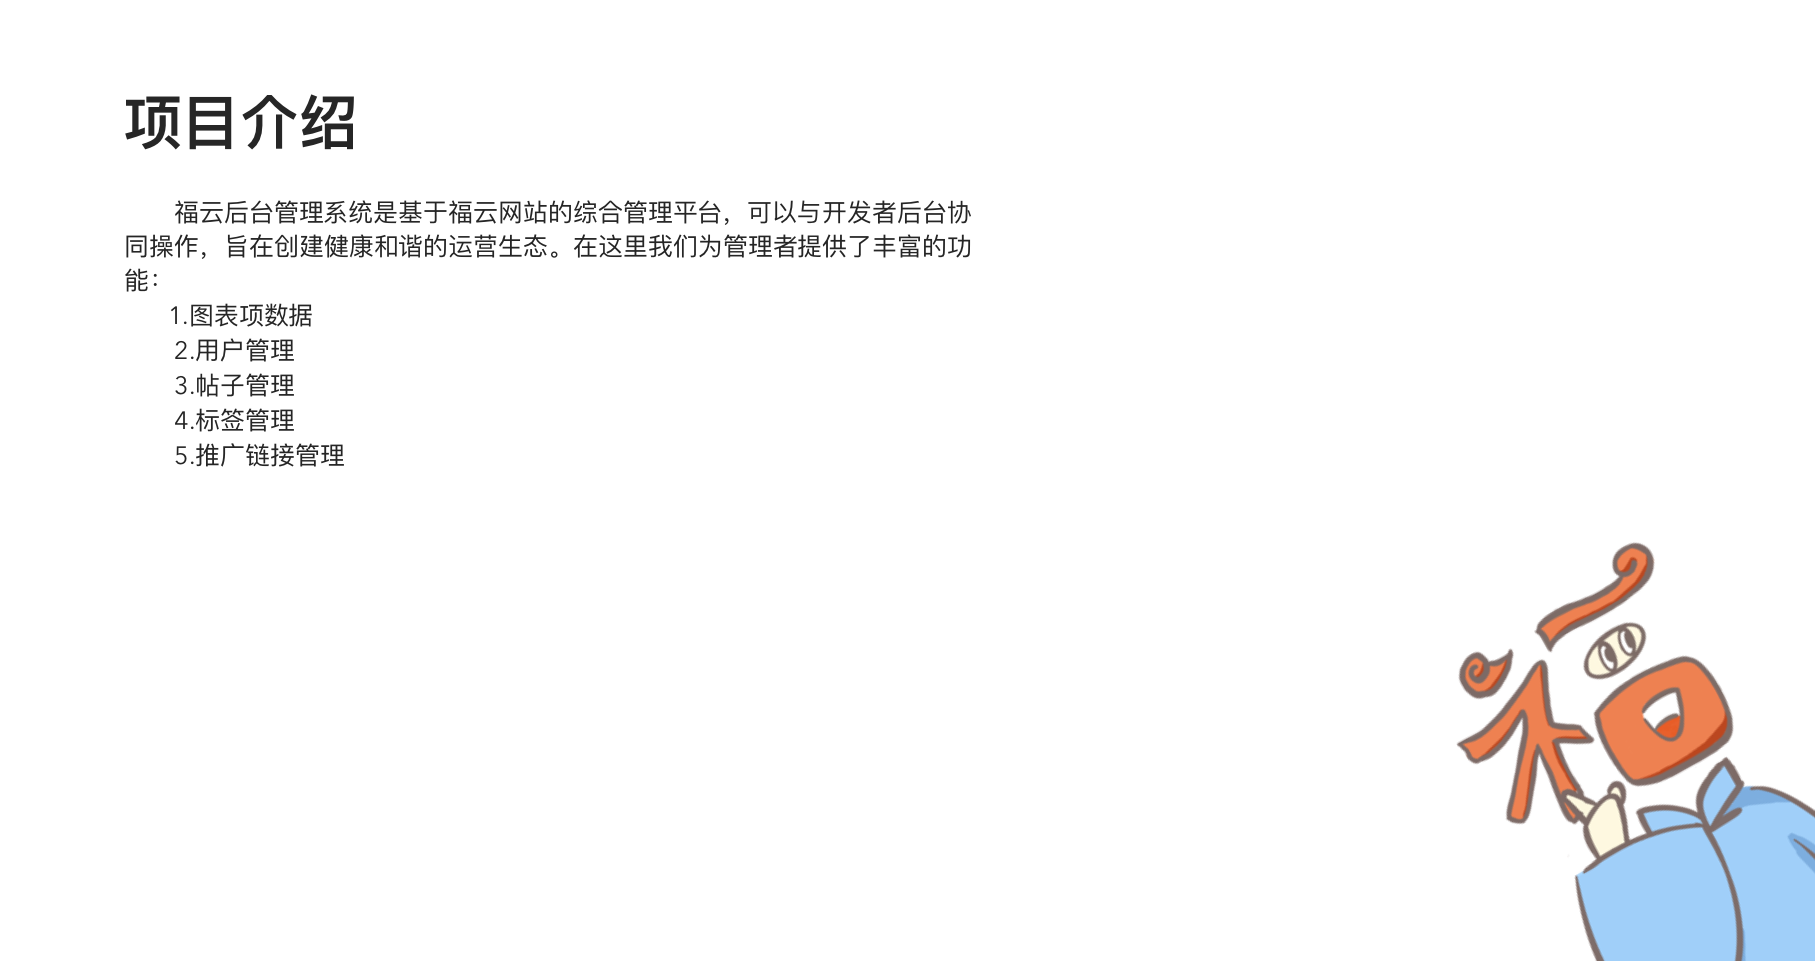 项目介绍
福云后台管理系统是基于福云网站的综合管理平台，可以与开发者后台协
同操作，旨在创建健康和谐的运营生态。在这里我们为管理者提供了丰富的功
能：
1.图表项数据
2.用户管理
3.帖子管理
4.标签管理
5.推广链接管理